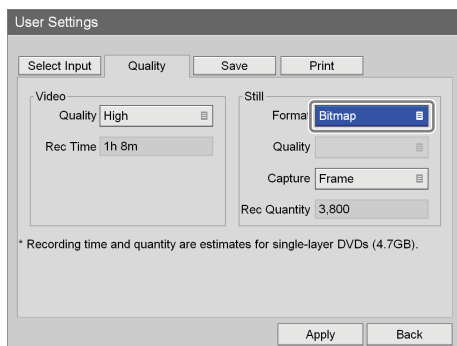 User Settings
Select Input Quality Save Print
Video
Quality High
Rec Time 1h 8m
Still
Format Bitmap
Quality
Capture Frame
Rec Quantity 3,800
* Recording time and quantity are estimates for single-layer DVDs (4.7GB).
Apply Back